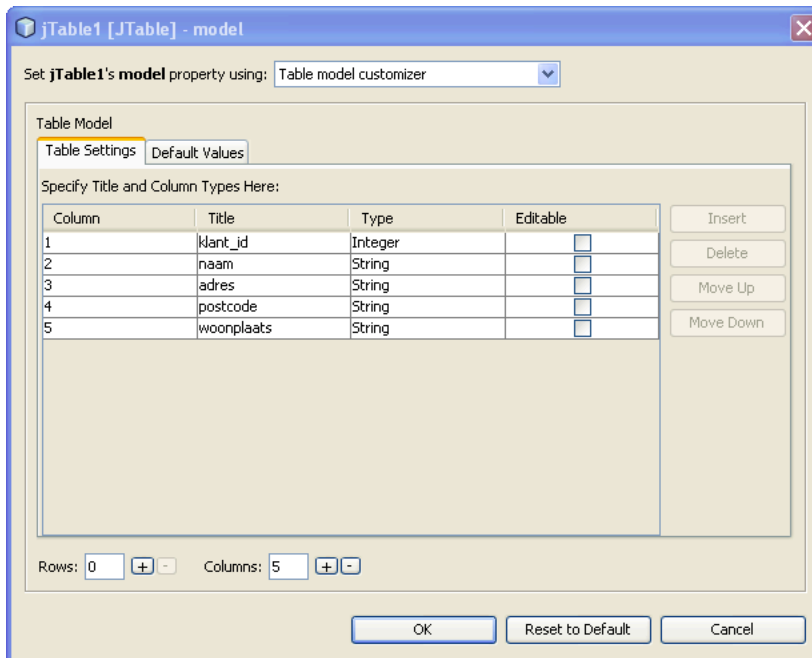 jTable1 [JTable] - model
Set jTable1's model property using: Table model customizer
Table Model
Table Settings Default Values
Specify Title and Column Types Here:
Column Title Type Editable Insert
1 klant_id Integer
2 naam String Delete
3 adres String Move Up
4 postcode String
5 woonplaats String Move Down
Rows: 0 + - Columns: 5 + -
OK Reset to Default Cancel